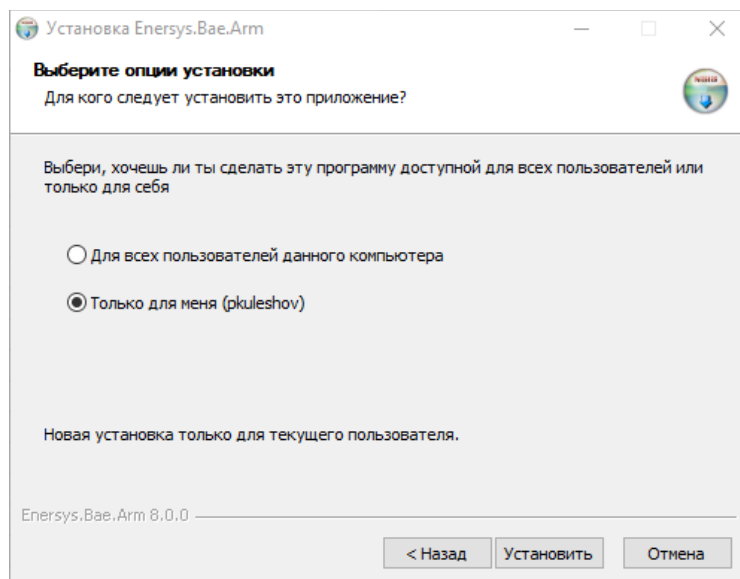 Установка Enersys.Bae.Arm
Выберите опции установки
Для кого следует установить это приложение?
Выбери, хочешь ли ты сделать эту программу доступной для всех пользователей или
только для себя
Для всех пользователей данного компьютера
Только для меня (pkuleshov)
Новая установка только для текущего пользователя.
Enersys.Bae.Arm 8.0.0
< Назад Установить Отмена